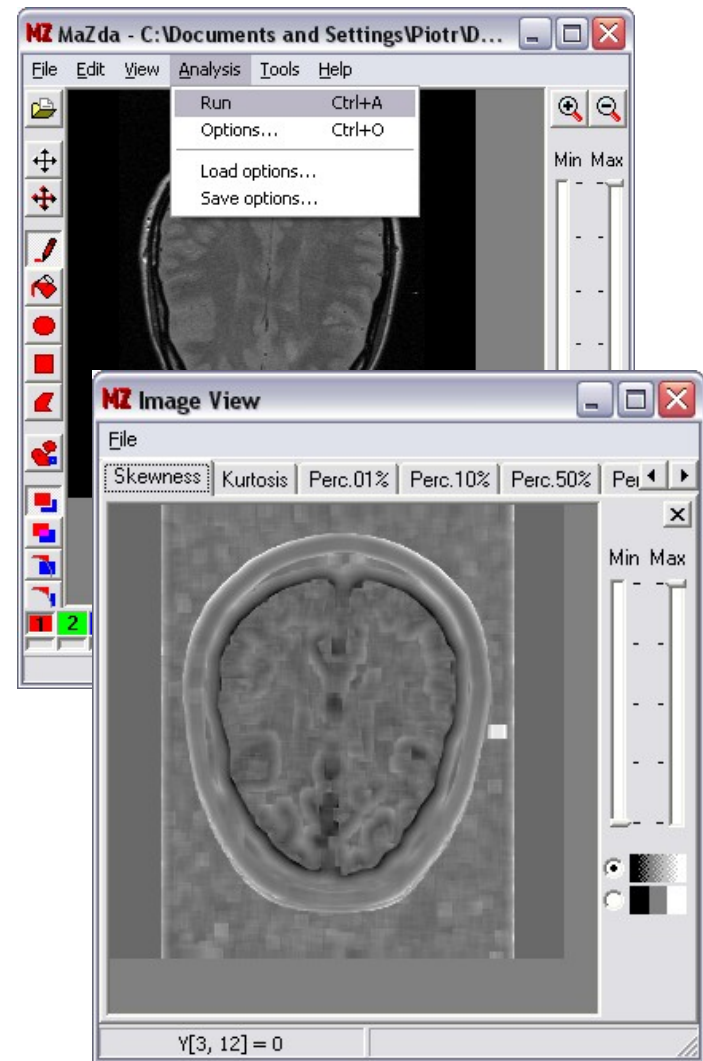 MZ MaZda - C:\Documents and Settings\Piotr\D...
File Edit View Analysis Tools Help
Run Ctrl+A
Options... Ctrl+O
Load options...
Save options...
Min Max
1 2
MZ Image View
File
Skewness Kurtosis Perc.01% Perc.10% Perc.50% Per
Min Max
Y[3, 12] = 0